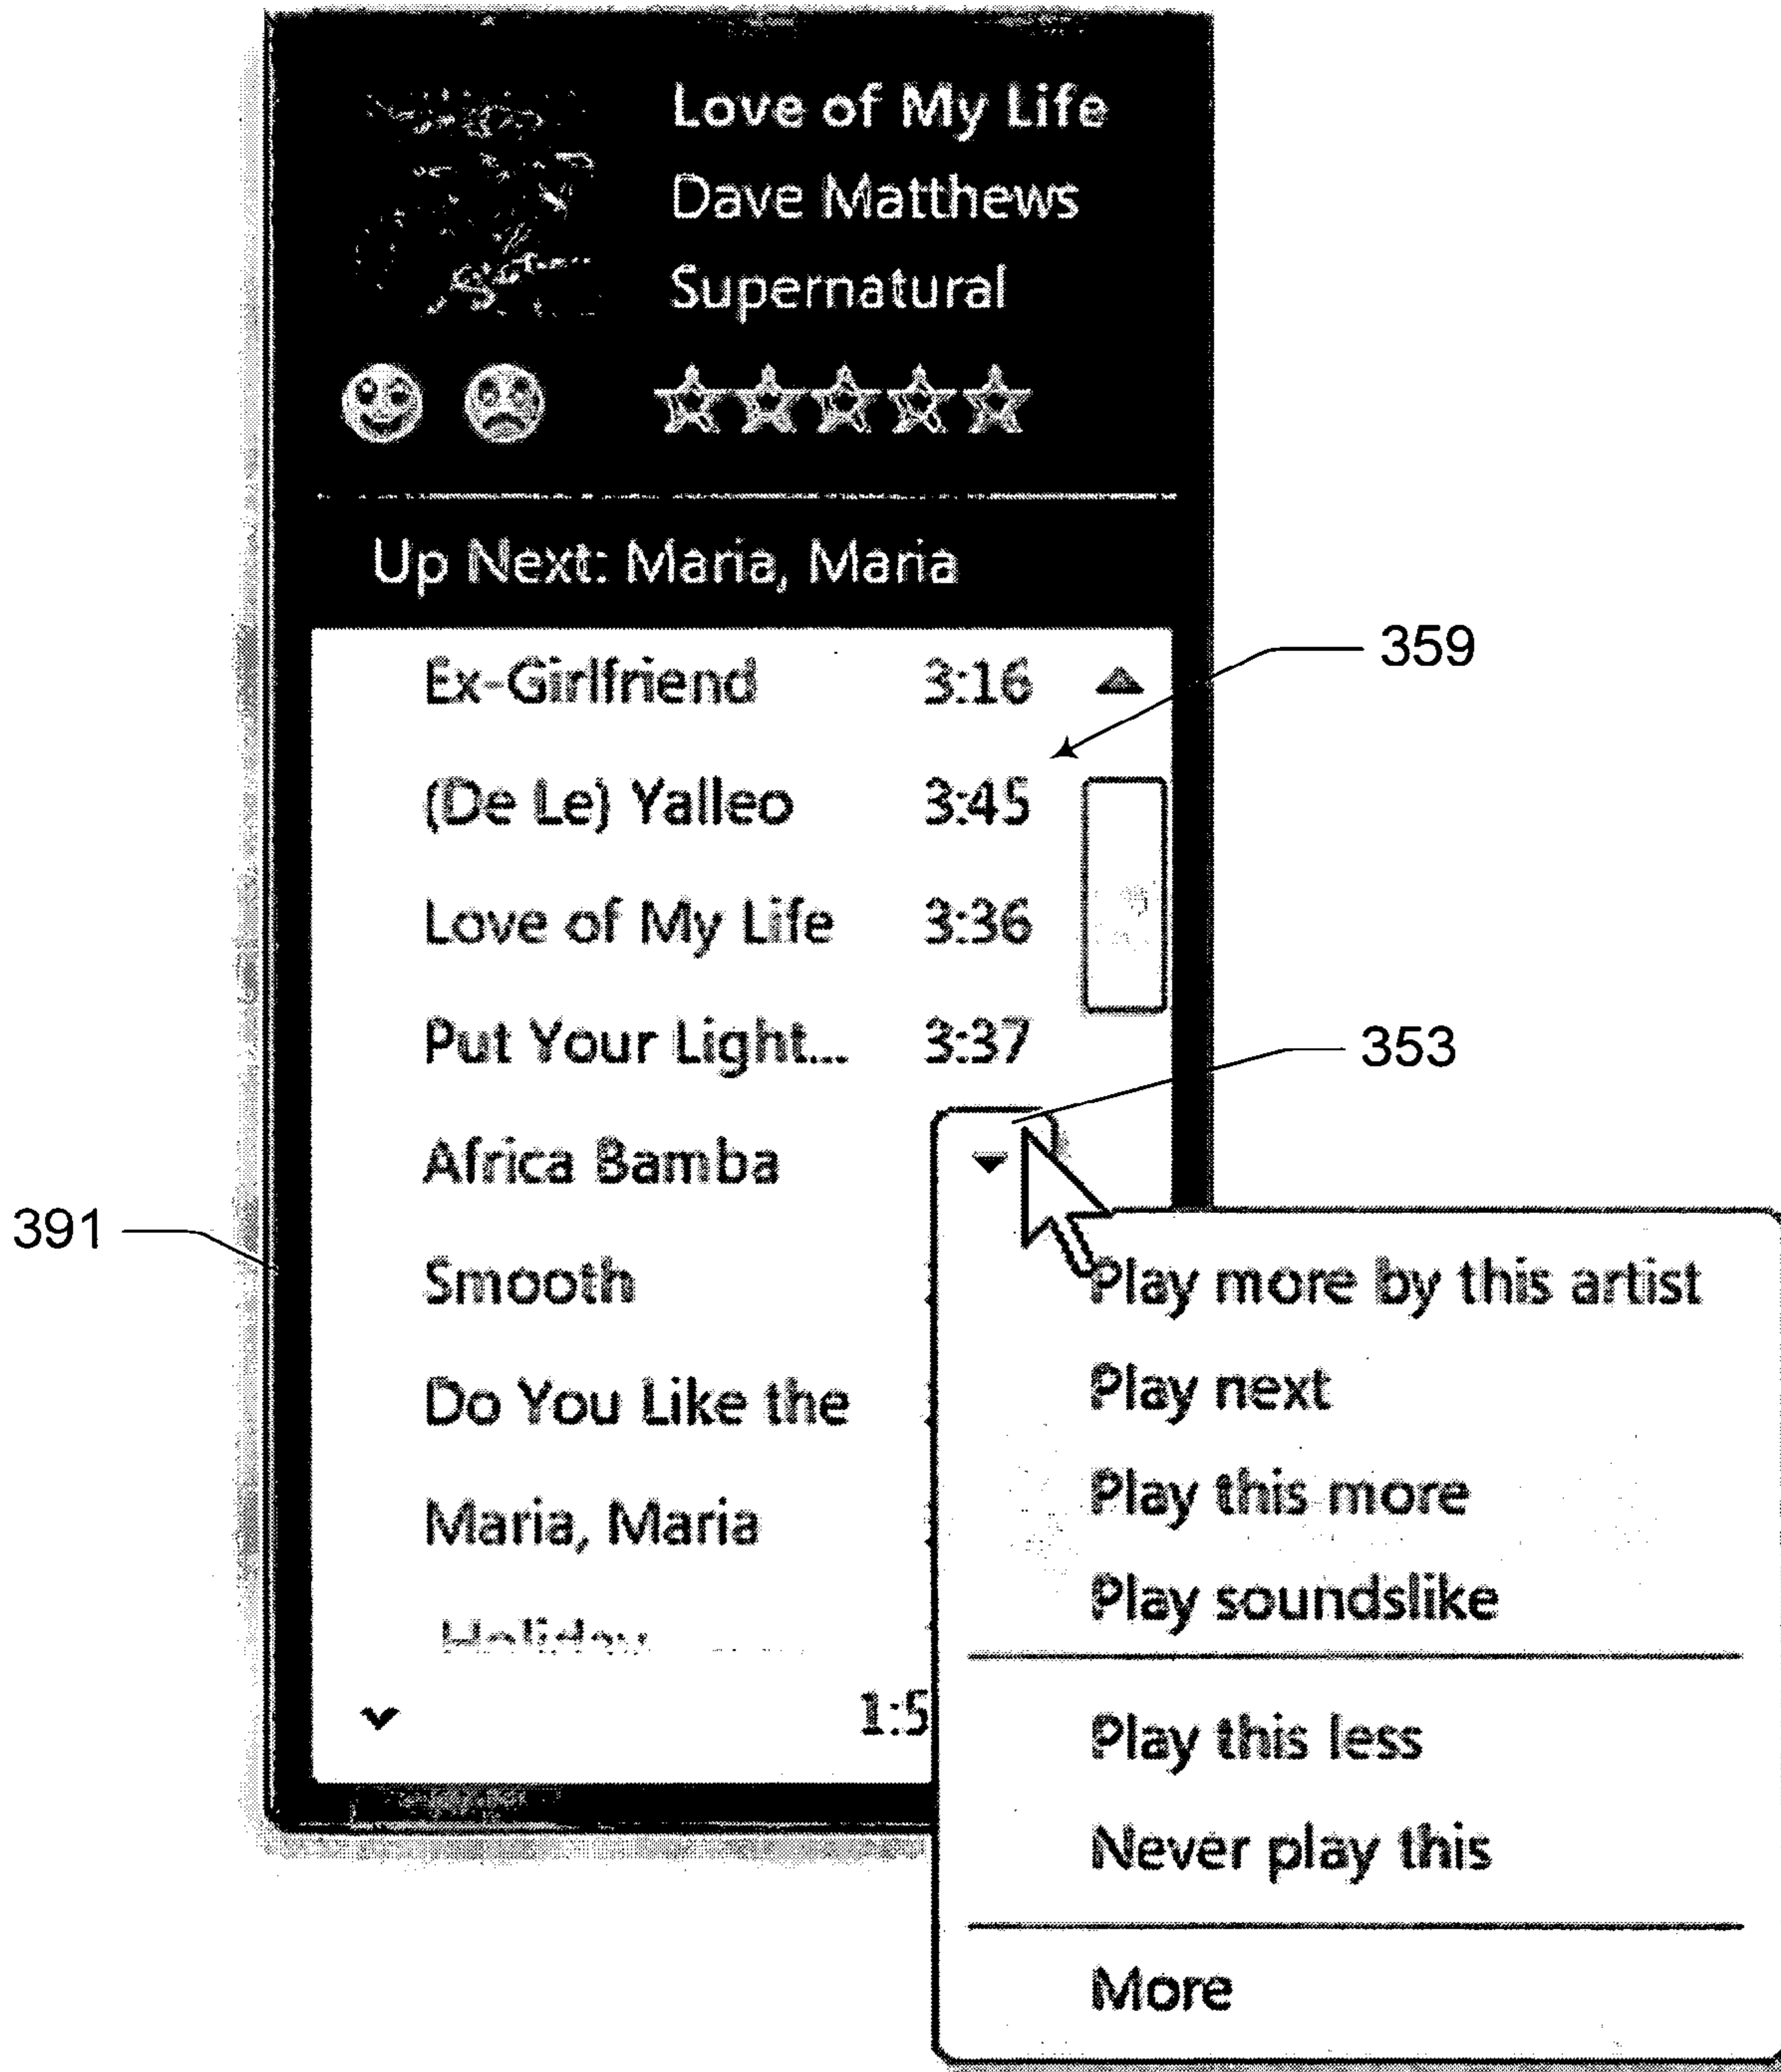 Love of My Life
Dave Matthews
Supernatural
Up Next: Maria, Maria
Ex-Girlfriend 3:16
359
(De Le) Yalleo 3:45
Love of My Life 3:36
Put Your Light... 3:37
353
Africa Bamba
391
Smooth
Play more by this artist
Do You Like the
Play next
Play this more
Maria, Maria
Play soundslike
Holiday
1:5
Play this less
Never play this
More